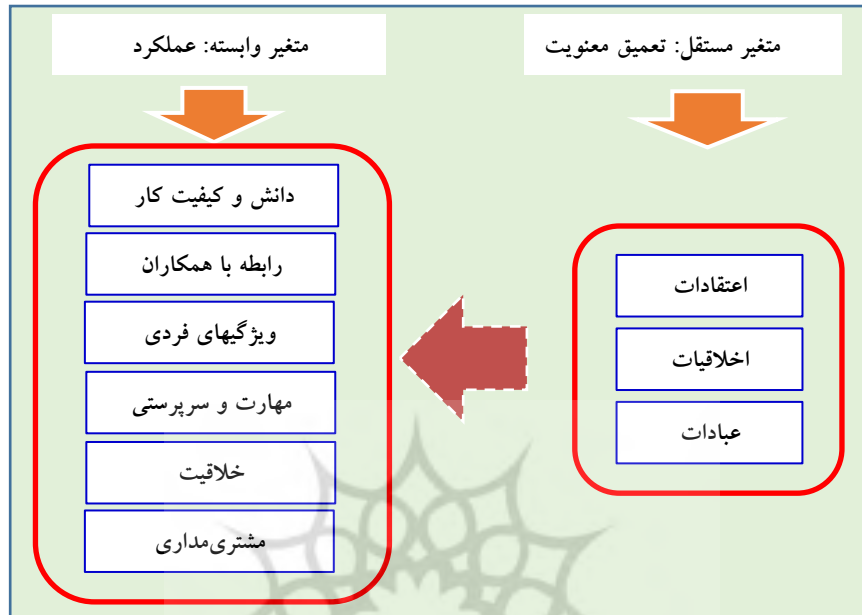 متغیر مستقل: تعمیق معنویت
اعتقادات
اخلاقیات
عبادات
متغیر وابسته: عملکرد
دانش و کیفیت کار
رابطه با همکاران
ویژگیهای فردی
مهارت و سرپرستی
خلاقیت
مشتری‌مداری